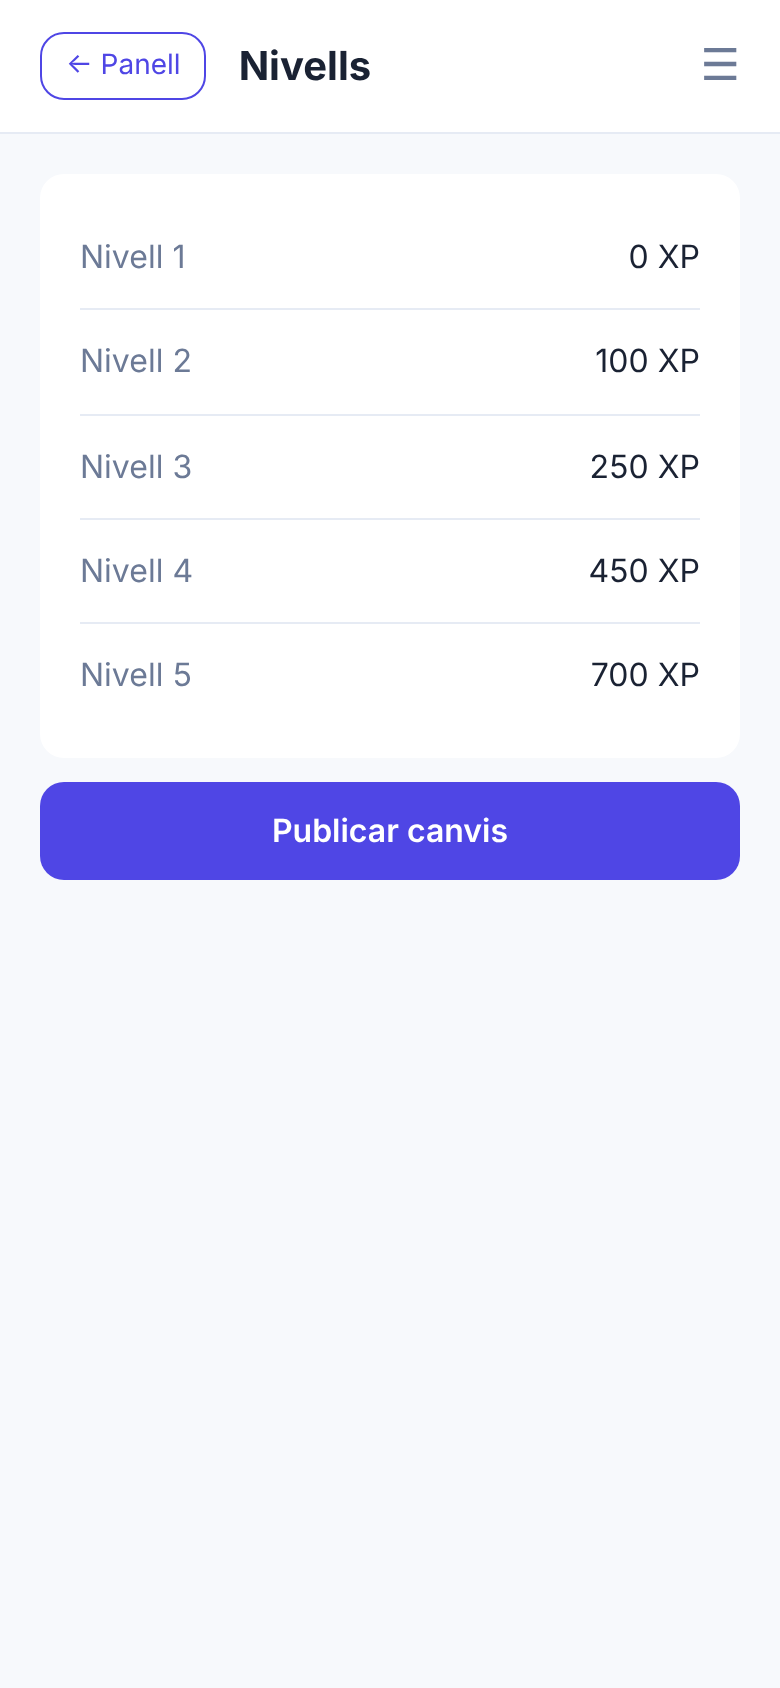 ← Panell
Nivells
☰
Nivell 1 0 XP
Nivell 2 100 XP
Nivell 3 250 XP
Nivell 4 450 XP
Nivell 5 700 XP
Publicar canvis